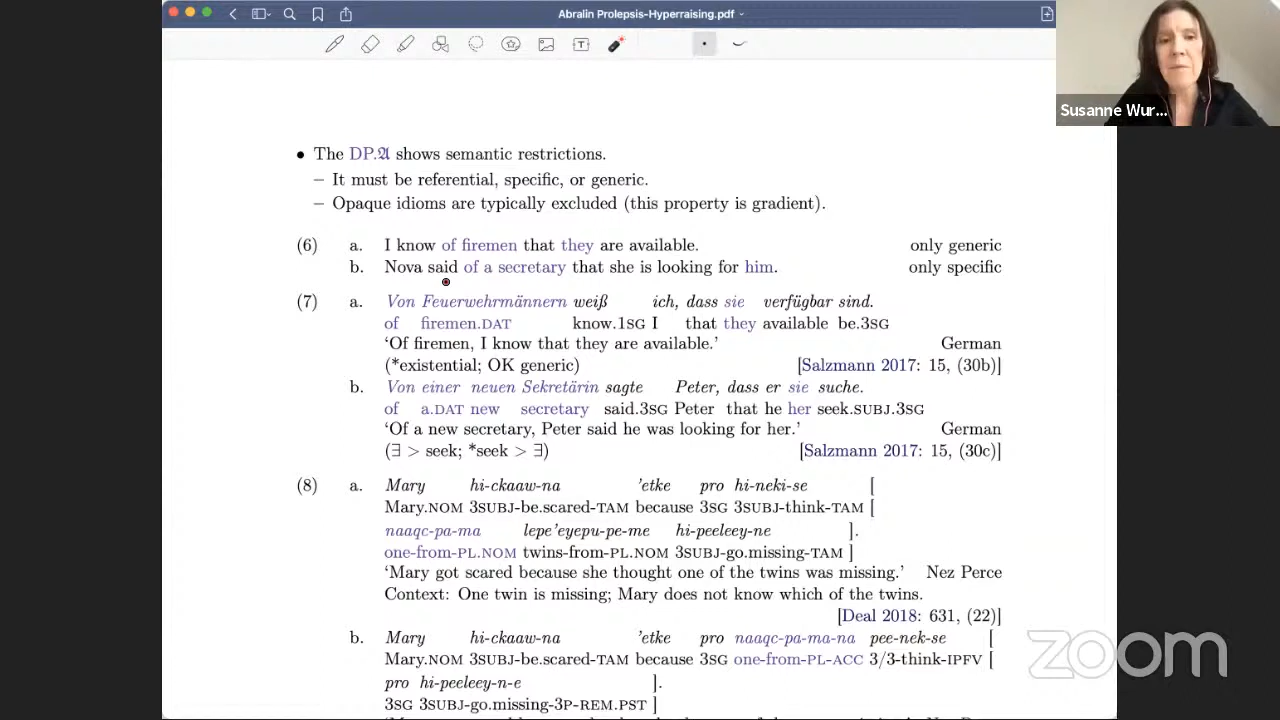 Abralin Prolepsis-Hyperraising.pdf
Susanne Wur...
• The DP.𝔄 shows semantic restrictions.
– It must be referential, specific, or generic.
– Opaque idioms are typically excluded (this property is gradient).
(6) a. I know of firemen that they are available. only generic
b. Nova said of a secretary that she is looking for him. only specific
(7) a. Von Feuerwehrmännern weiß ich, dass sie verfügbar sind.
of firemen.DAT know.1SG I that they available be.3SG
‘Of firemen, I know that they are available.’ German
(*existential; OK generic) [Salzmann 2017: 15, (30b)]
b. Von einer neuen Sekretärin sagte Peter, dass er sie suche.
of a.DAT new secretary said.3SG Peter that he her seek.SUBJ.3SG
‘Of a new secretary, Peter said he was looking for her.’ German
(∃ > seek; *seek > ∃) [Salzmann 2017: 15, (30c)]
(8) a. Mary hi-ckaaw-na ’etke pro hi-neki-se [
Mary.NOM 3SUBJ-be.scared-TAM because 3SG 3SUBJ-think-TAM [
naaqc-pa-ma lepe’eyepu-pe-me hi-peeleey-ne ].
one-from-PL.NOM twins-from-PL.NOM 3SUBJ-go.missing-TAM ]
‘Mary got scared because she thought one of the twins was missing.’ Nez Perce
Context: One twin is missing; Mary does not know which of the twins.
[Deal 2018: 631, (22)]
b. Mary hi-ckaaw-na ’etke pro naaqc-pa-ma-na pee-nek-se [
Mary.NOM 3SUBJ-be.scared-TAM because 3SG one-from-PL-ACC 3/3-think-IPFV [
pro hi-peeleey-n-e ].
3SG 3SUBJ-go.missing-3P-REM.PST ]
zoom